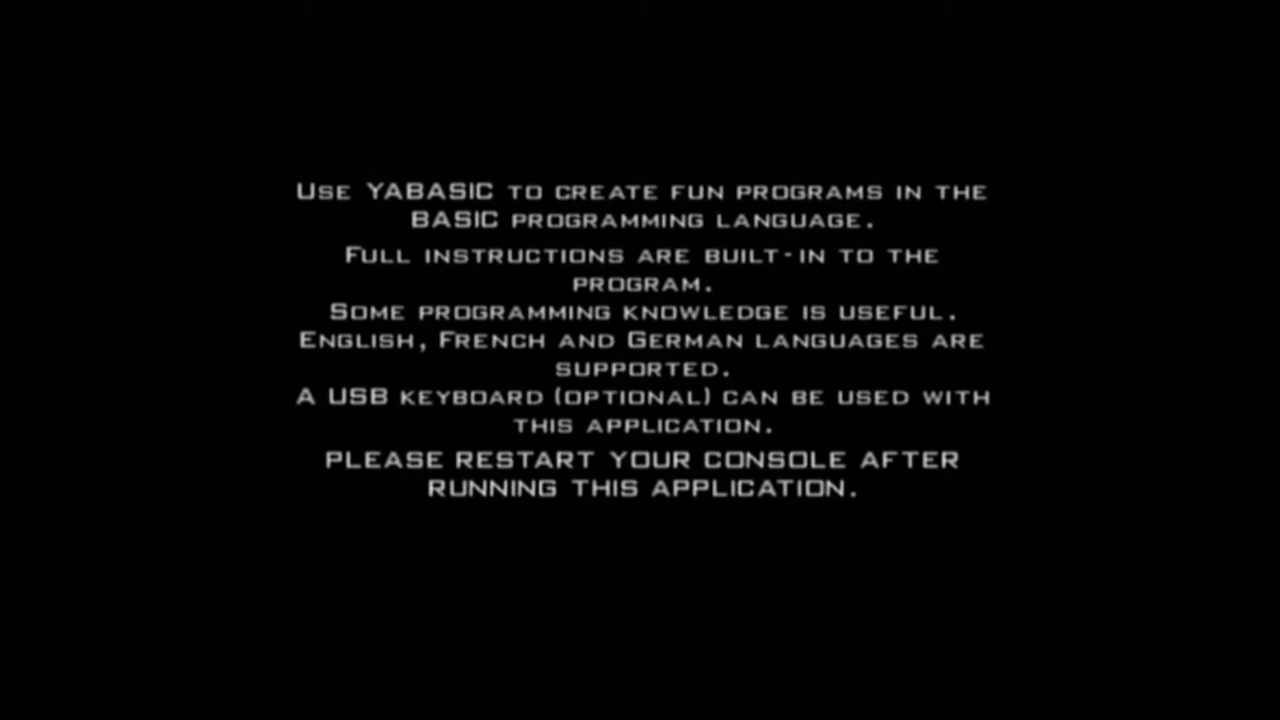 Use YABASIC to create fun programs in the
BASIC programming language.
Full instructions are built-in to the
program.
Some programming knowledge is useful.
English, French and German languages are
supported.
A USB keyboard (optional) can be used with
this application.
PLEASE RESTART YOUR CONSOLE AFTER
RUNNING THIS APPLICATION.